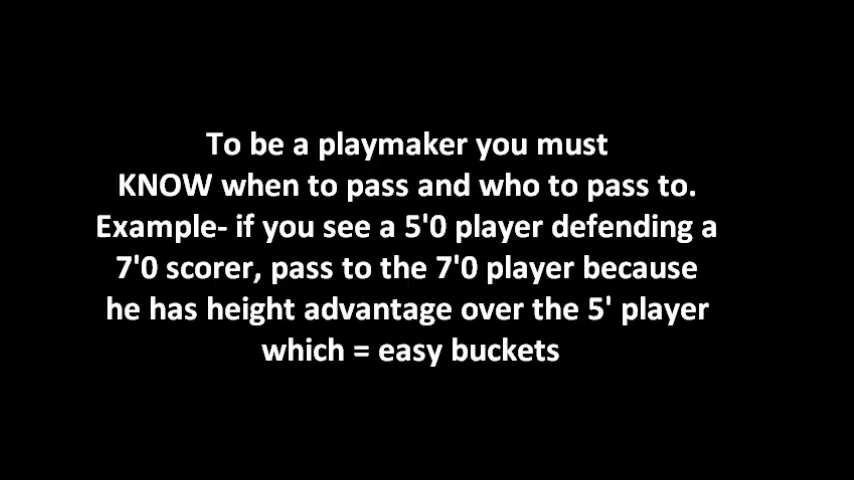 To be a playmaker you must
KNOW when to pass and who to pass to.
Example- if you see a 5'0 player defending a
7'0 scorer, pass to the 7'0 player because
he has height advantage over the 5' player
which = easy buckets